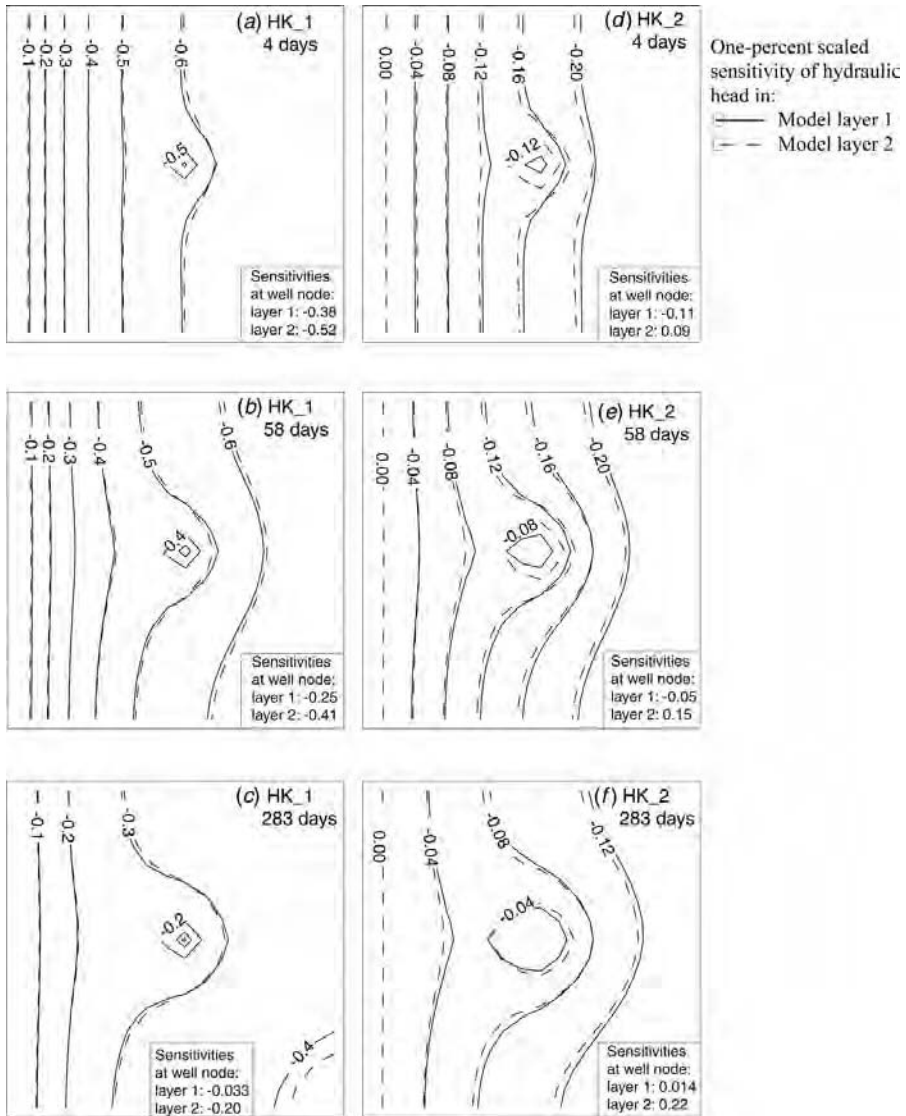 (a) HK_1
4 days
-0.1
-0.2
-0.3
-0.4
-0.5
-0.6
-0.5
Sensitivities
at well node:
layer 1: -0.38
layer 2: -0.52
(d) HK_2
4 days
0.00
-0.04
-0.08
-0.12
-0.16
-0.20
-0.12
Sensitivities
at well node:
layer 1: -0.11
layer 2: 0.09
One-percent scaled
sensitivity of hydraulic
head in:
Model layer 1
Model layer 2
(b) HK_1
58 days
-0.1
-0.2
-0.3
-0.4
-0.5
-0.6
-0.4
Sensitivities
at well node:
layer 1: -0.25
layer 2: -0.41
(e) HK_2
58 days
0.00
-0.04
-0.08
-0.12
-0.16
-0.20
-0.08
Sensitivities
at well node:
layer 1: -0.05
layer 2: 0.15
(c) HK_1
283 days
-0.1
-0.2
-0.3
-0.2
-0.4
Sensitivities
at well node:
layer 1: -0.033
layer 2: -0.20
(f) HK_2
283 days
0.00
-0.04
-0.08
-0.12
-0.04
Sensitivities
at well node:
layer 1: 0.014
layer 2: 0.22